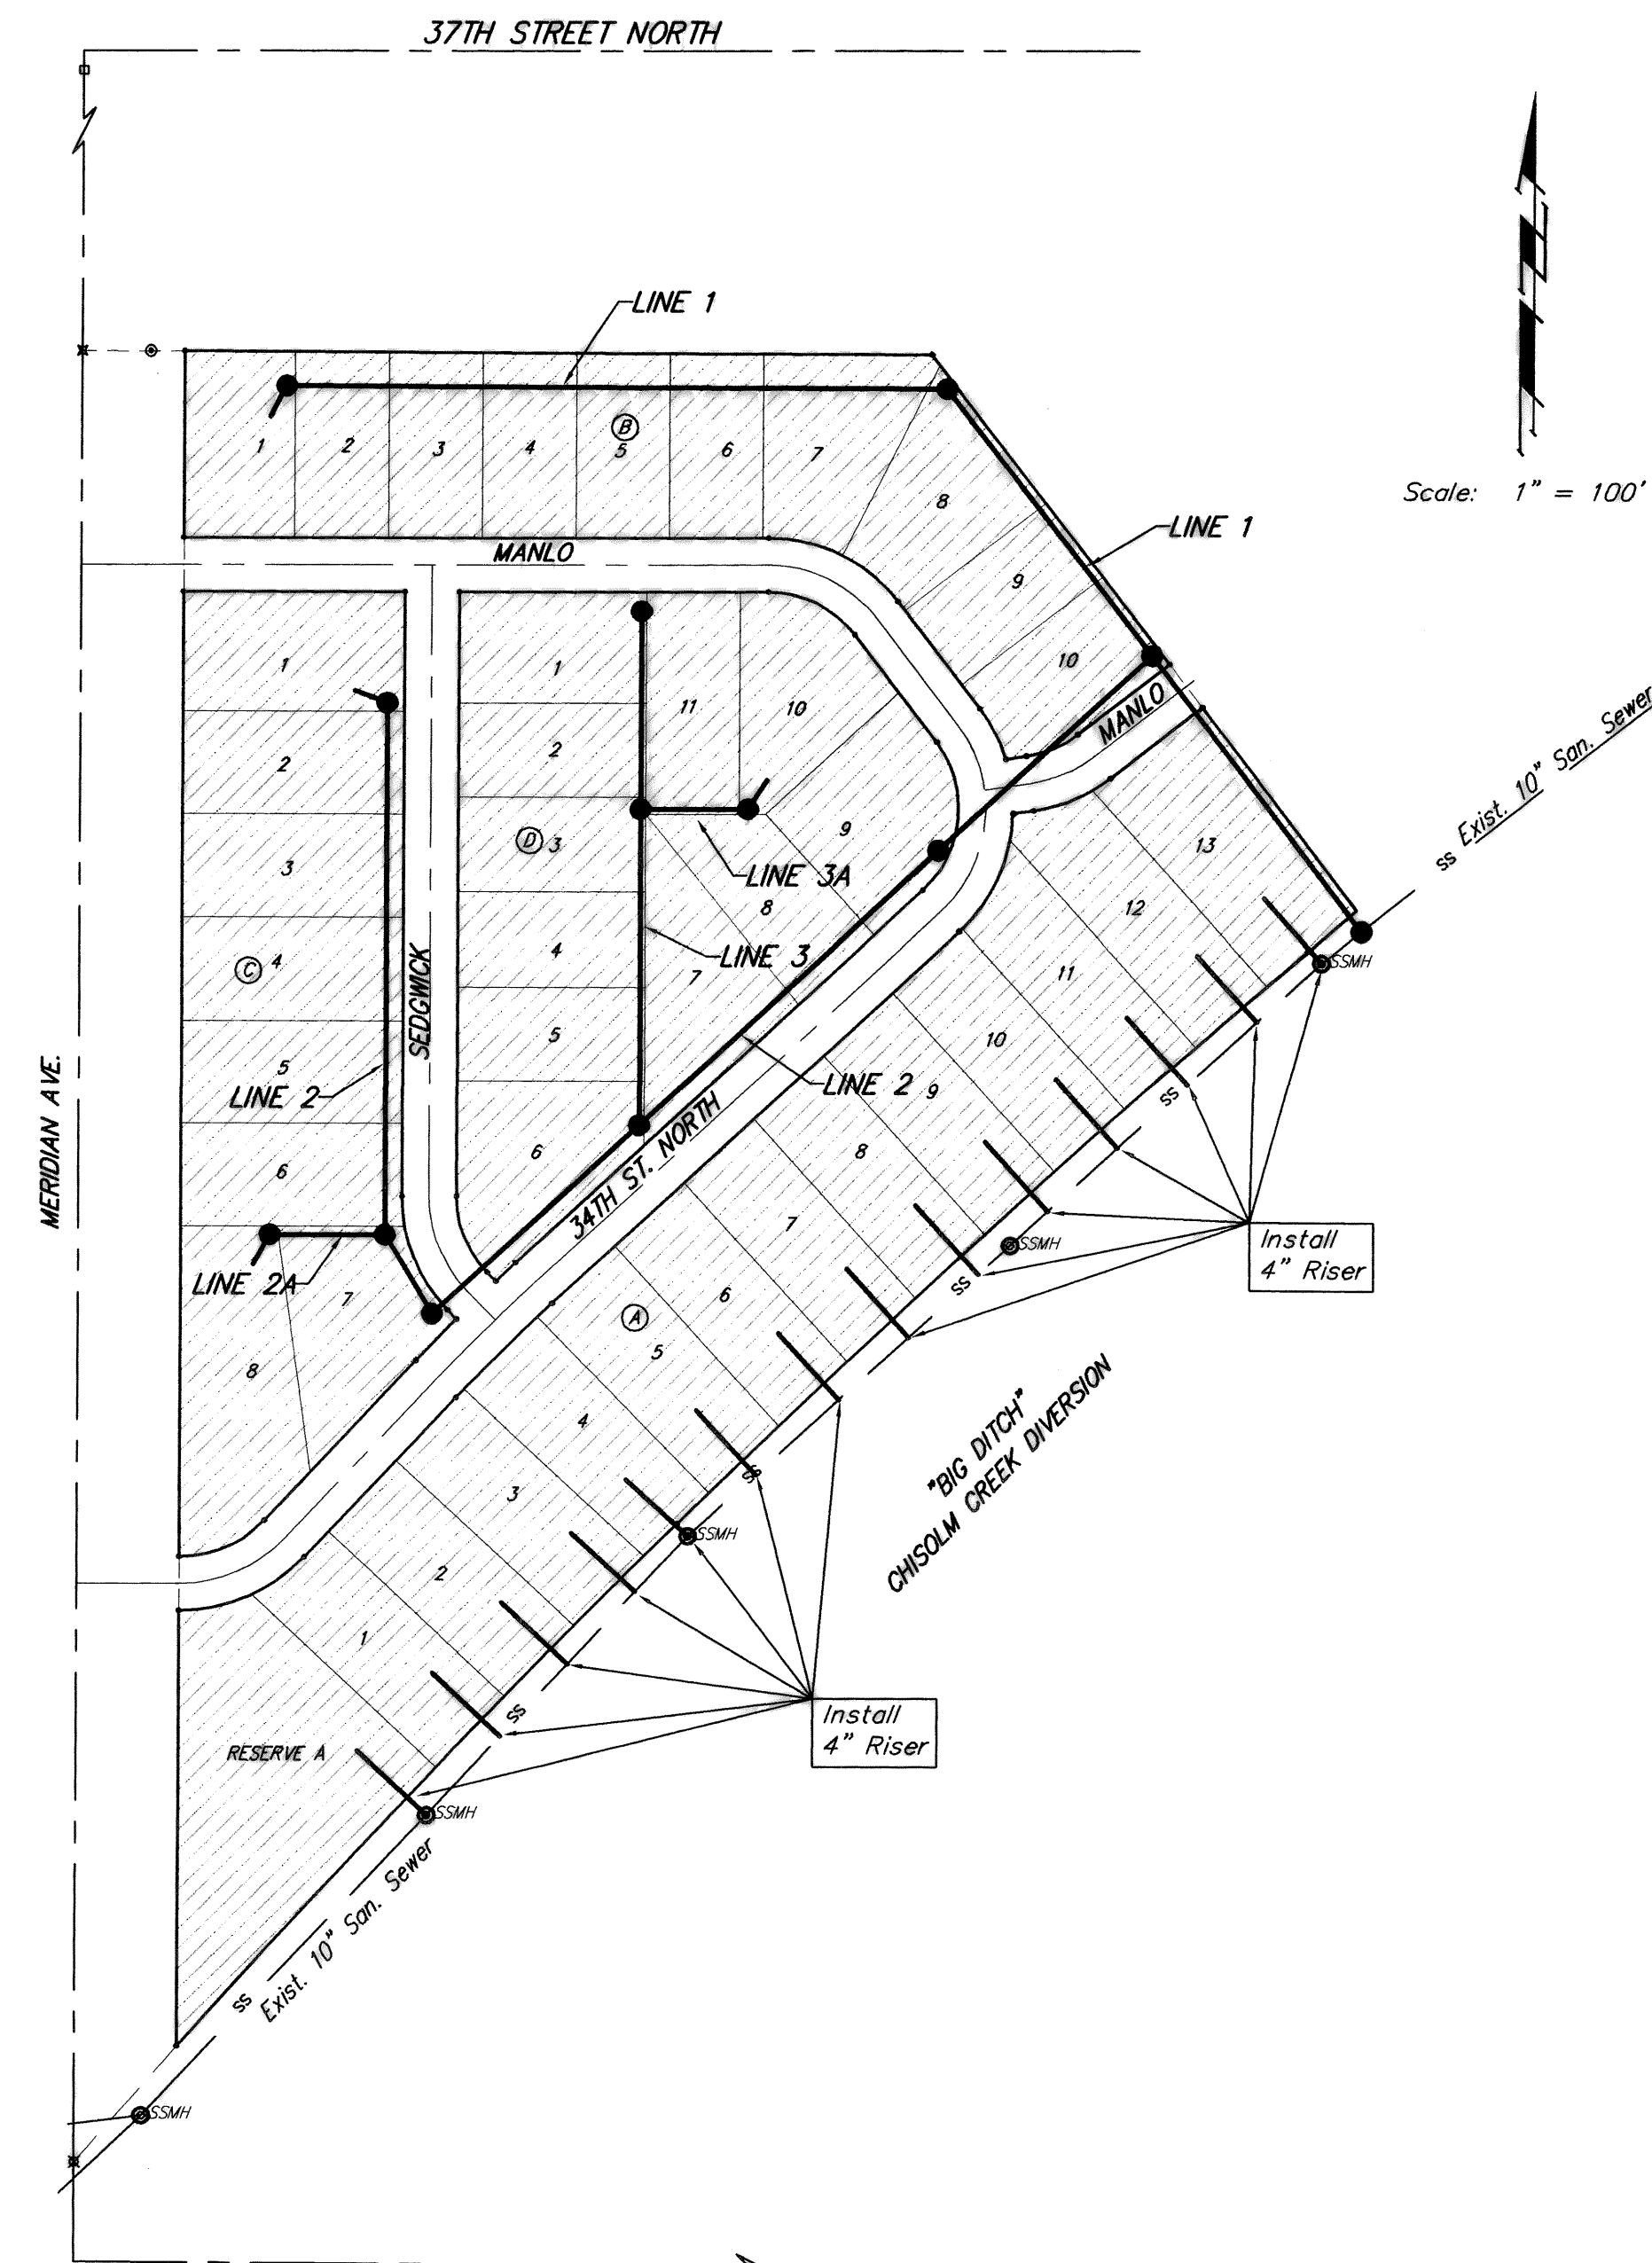 37TH STREET NORTH
Scale: 1" = 100'
LINE 1
B
1 2 3 4 5 6 7
8
LINE 1
9
10
MANLO
MANLO
Exist. 10" San. Sewer
SS
1
2
3
C 4
5
LINE 2
6
LINE 2A
7
8
SEDGWICK
MERIDIAN AVE.
1
2
D 3
4
5
6
11
10
9
LINE 3A
8
LINE 3
7
LINE 2
34TH ST. NORTH
13
12
11
10
9
8
7
6
A
5
4
3
2
1
RESERVE A
SSMH
SS
SSMH
SS
Install
4" Riser
"BIG DITCH"
CHISOLM CREEK DIVERSION
SS
SSMH
SS
Install
4" Riser
SSMH
SS
Exist. 10" San. Sewer
SSMH